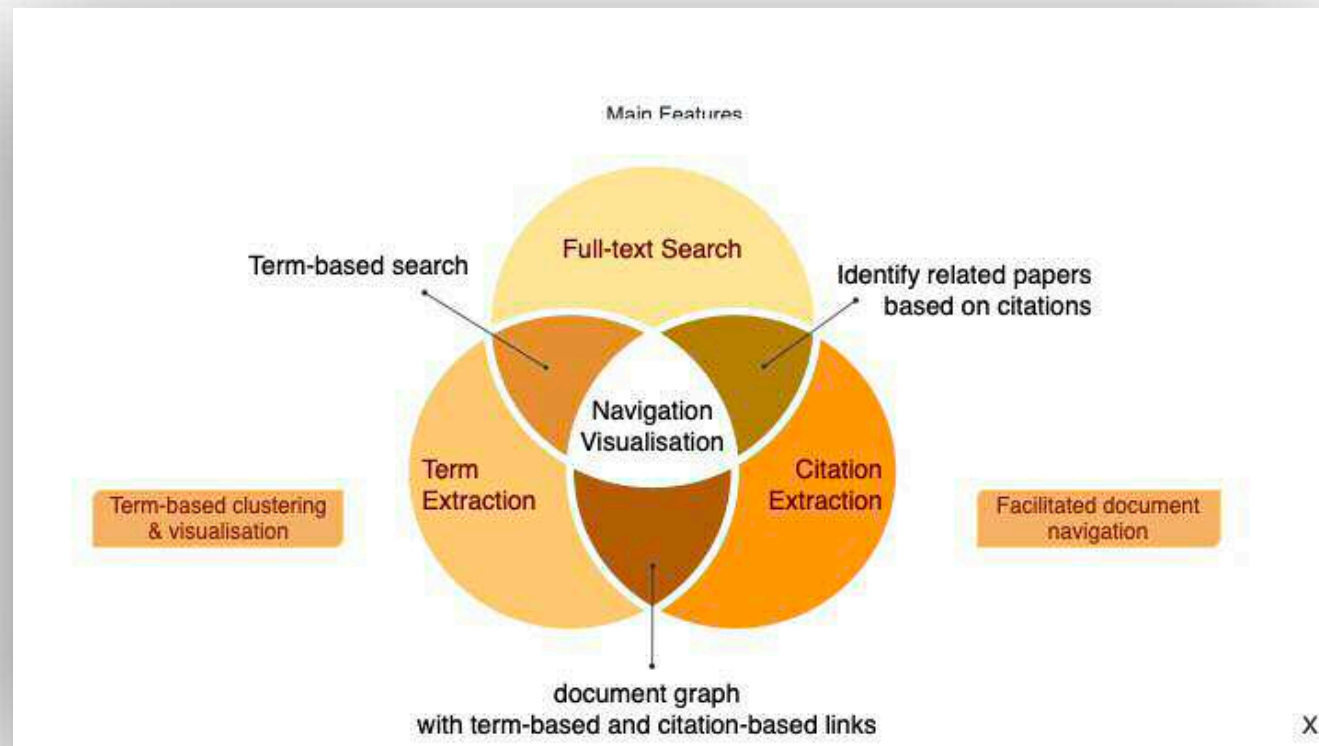 Main Features
Full-text Search
Term-based search
Identify related papers
based on citations
Navigation
Visualisation
Term
Extraction
Citation
Extraction
Term-based clustering
& visualisation
Facilitated document
navigation
document graph
with term-based and citation-based links
X